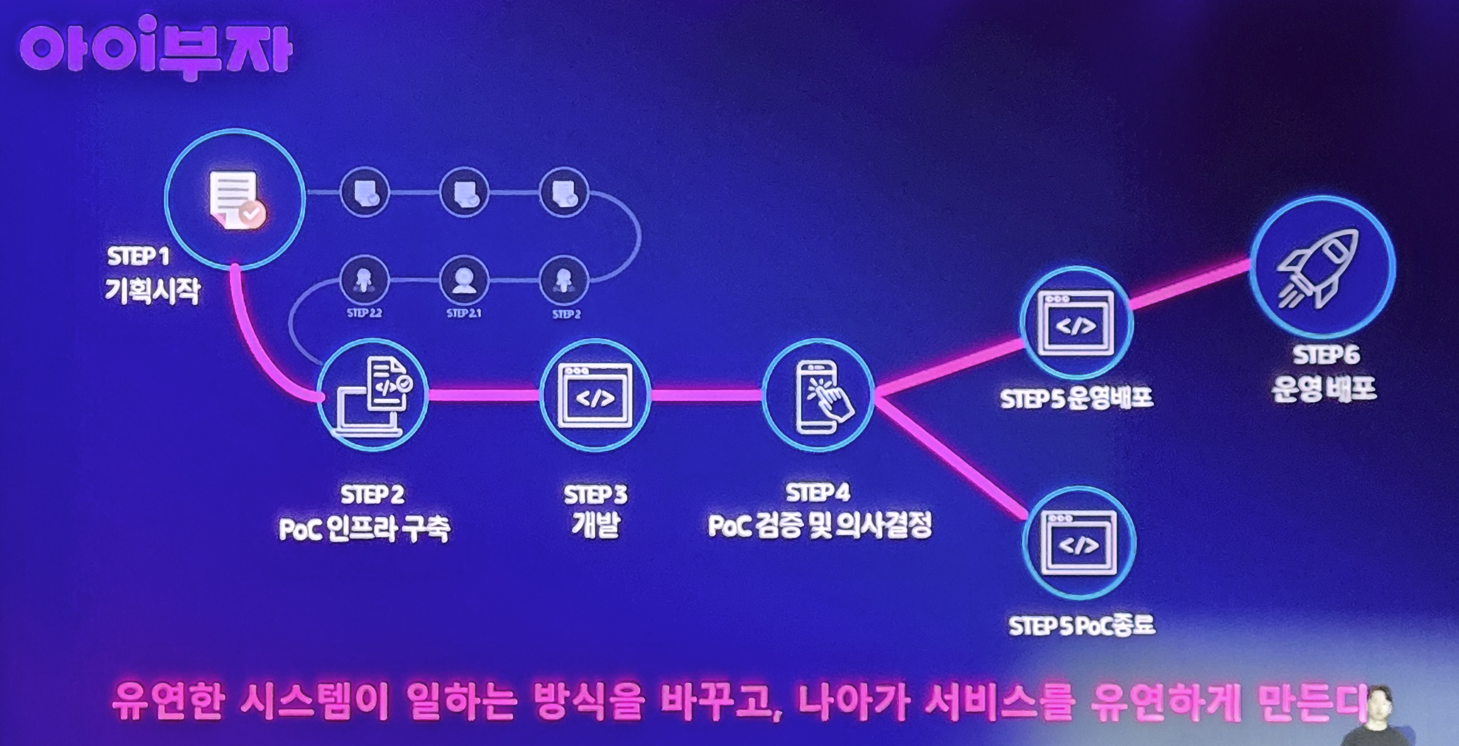 아이부자
STEP 1
기획시작
STEP 2.2
STEP 2.1
STEP 2
STEP 2
PoC 인프라 구축
</>
STEP 3
개발
</>
STEP 4
PoC 검증 및 의사결정
</>
STEP 5 운영배포
STEP 6
운영 배포
</>
STEP 5 PoC종료
유연한 시스템이 일하는 방식을 바꾸고, 나아가 서비스를 유연하게 만든다